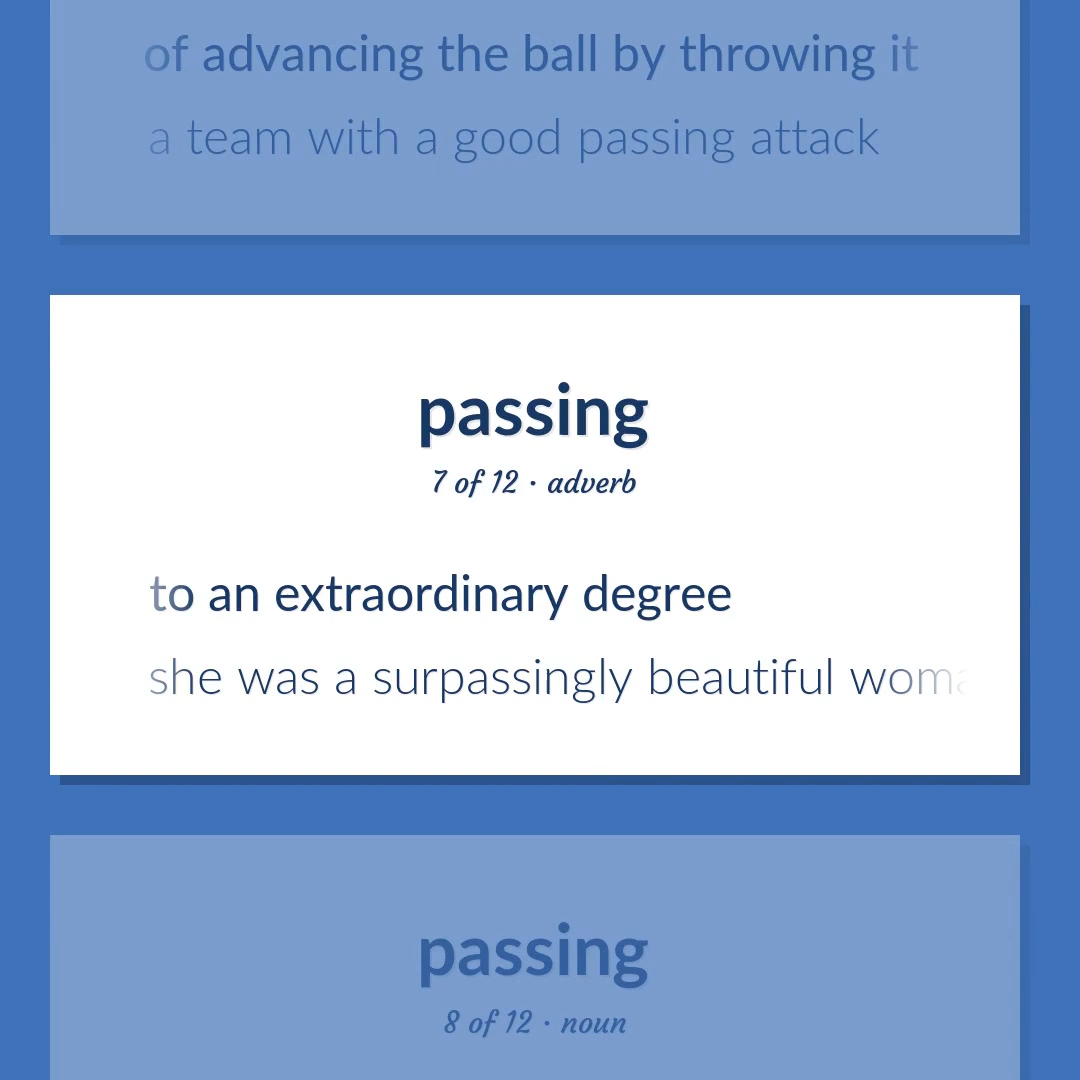 of advancing the ball by throwing it
a team with a good passing attack
passing
7 of 12 · adverb
to an extraordinary degree
she was a surpassingly beautiful
passing
8 of 12 · noun